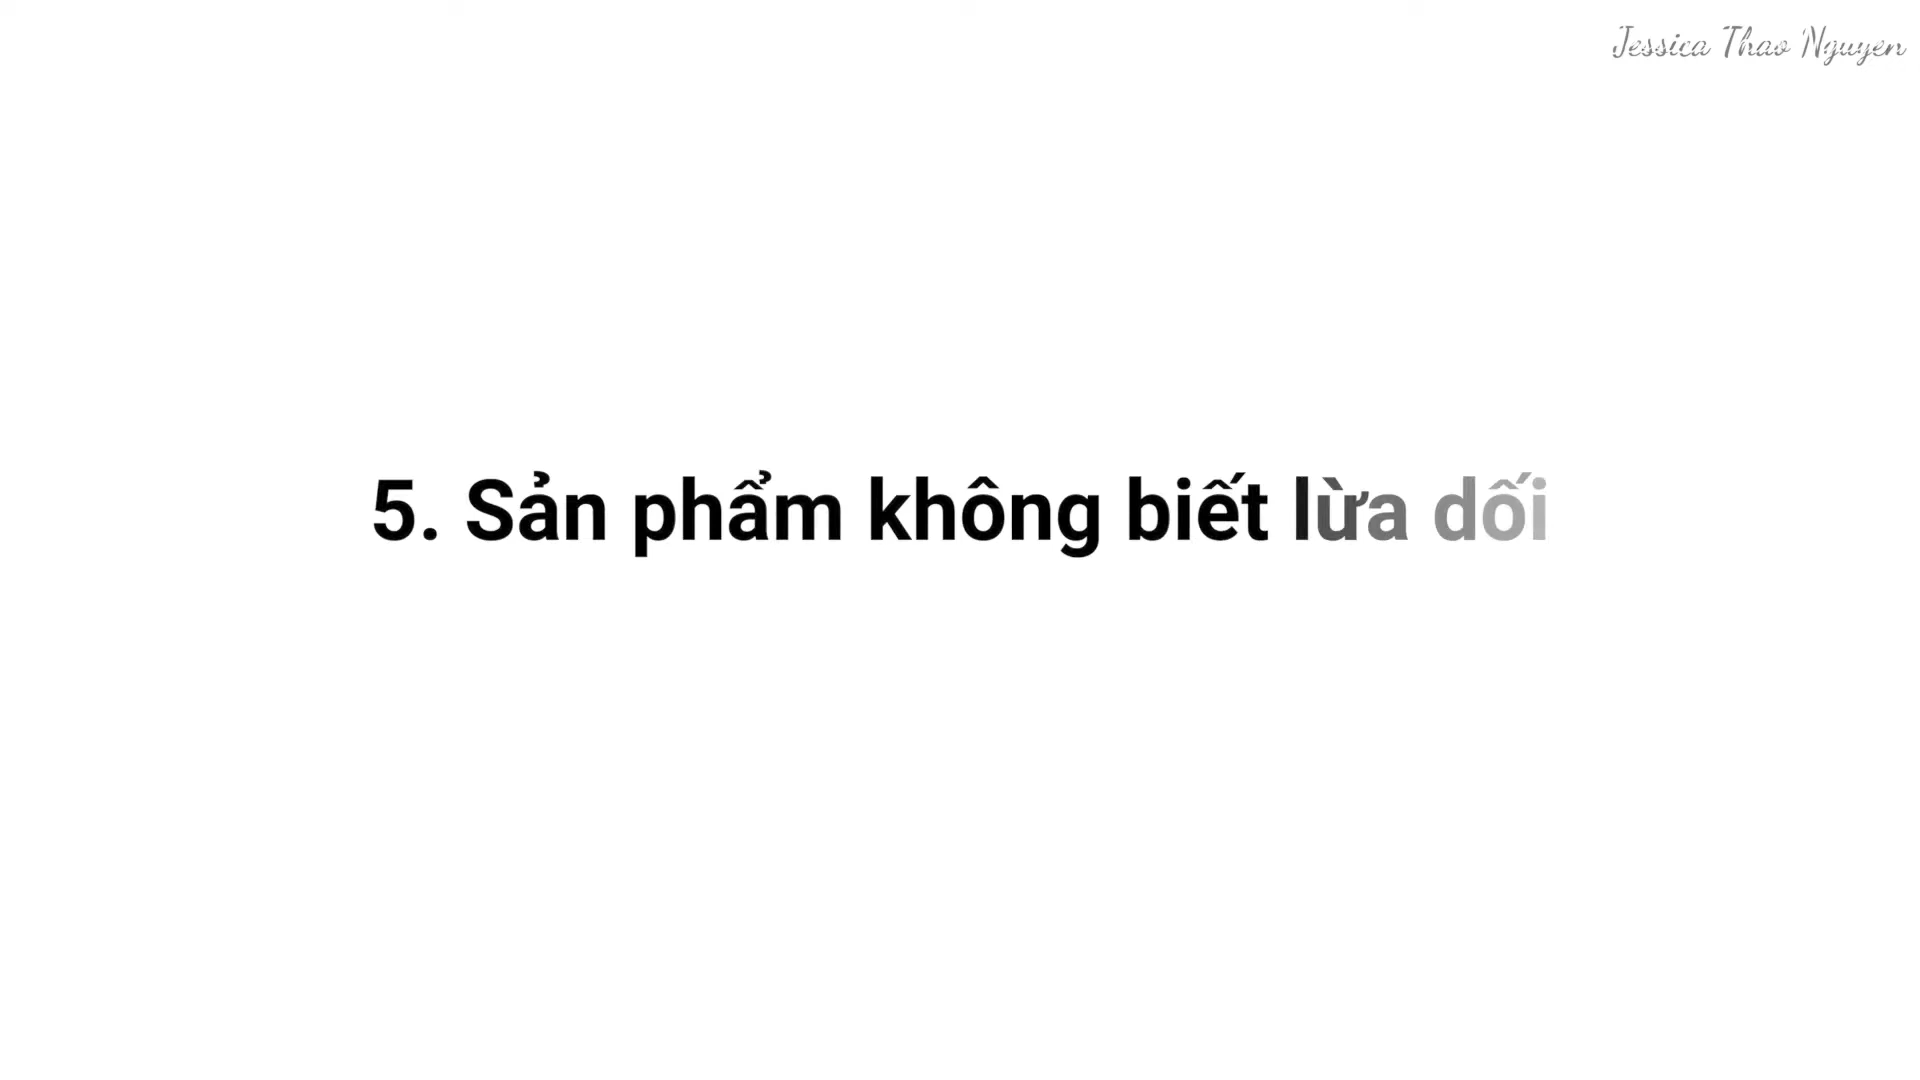 Jessica Thao Nguyen
5. Sản phẩm không biết lừa dối